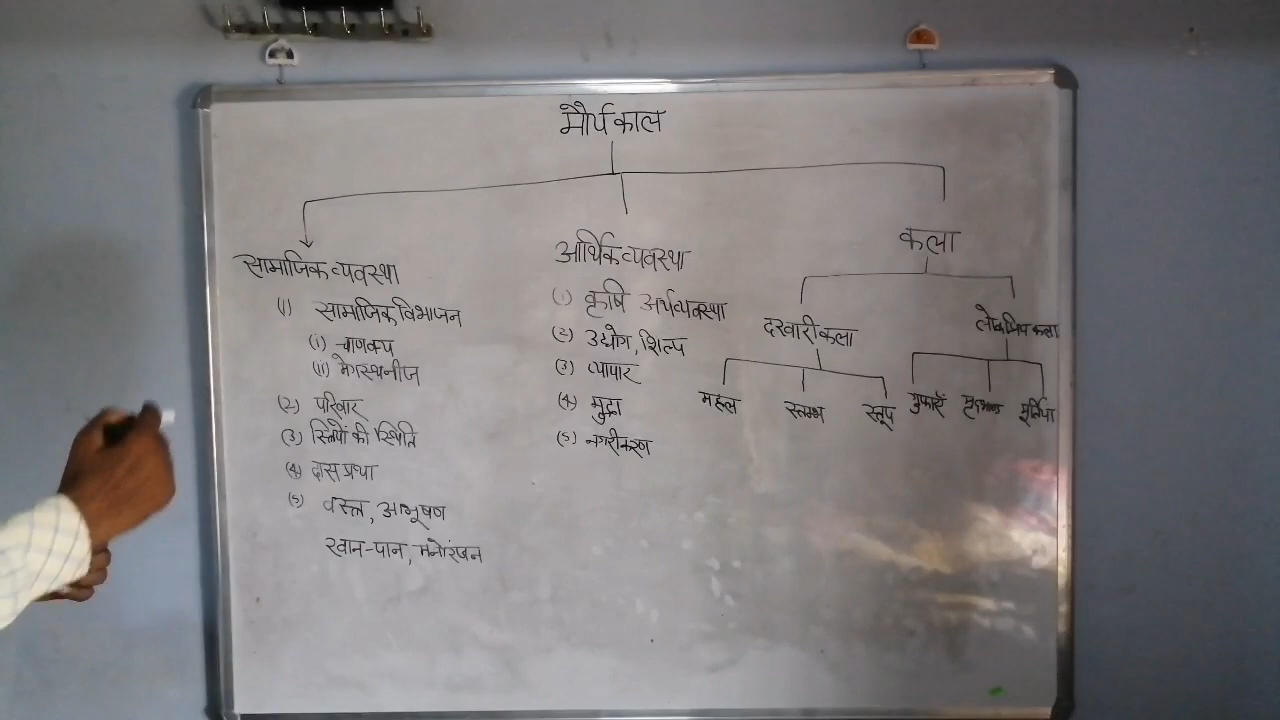 मौर्य काल
सामाजिक व्यवस्था
(1) सामाजिक विभाजन
(i) चाणक्य
(ii) मेगस्थनीज
(2) परिवार
(3) स्त्रियों की स्थिति
(4) दास प्रथा
(5) वस्त्र, आभूषण
खान-पान, मनोरंजन
आर्थिक व्यवस्था
(1) कृषि अर्थव्यवस्था
(2) उद्योग, शिल्प
(3) व्यापार
(4) मुद्रा
(5) नगरीकरण
कला
दरबारी कला
महल
स्तम्भ
स्तूप
लोकप्रिय कला
गुफाएँ
मृदभाण्ड
मूर्तियां